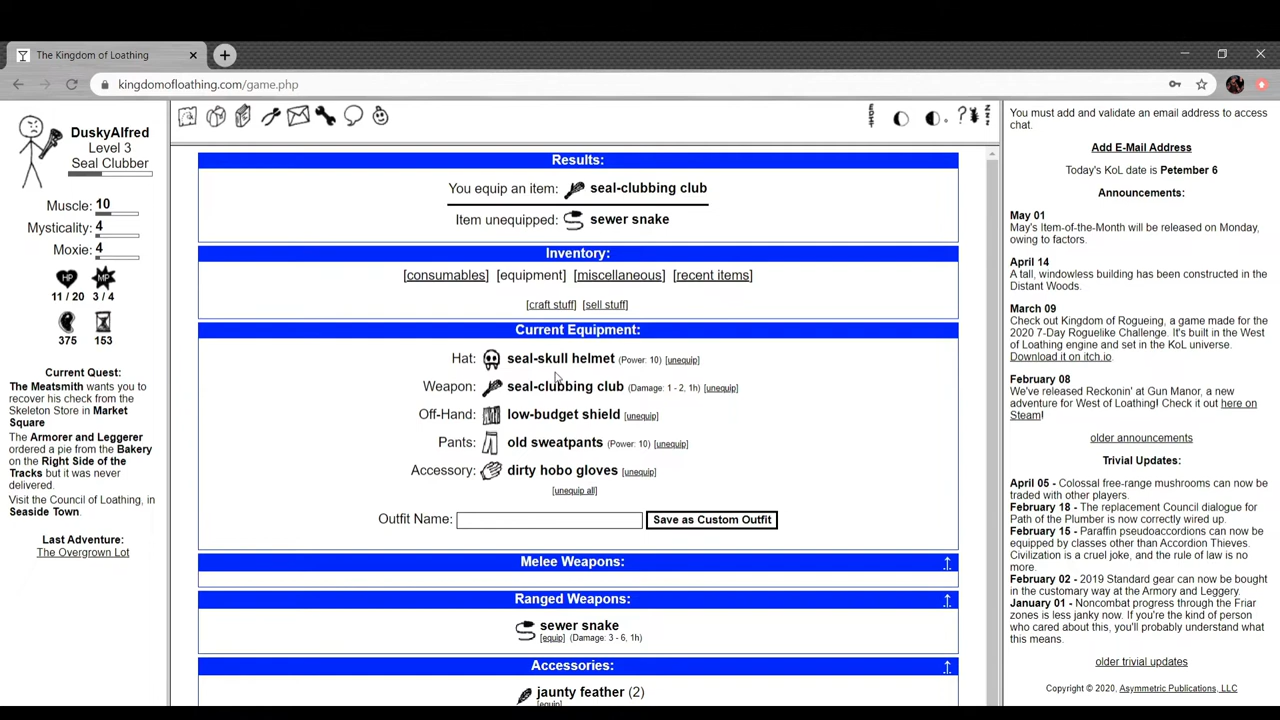 The Kingdom of Loathing
kingdomofloathing.com/game.php
DuskyAlfred
Level 3
Seal Clubber
Muscle: 10
Mysticality: 4
Moxie: 4
HP
MP
11 / 20
3 / 4
375
153
Current Quest:
The Meatsmith wants you to
recover his check from the
Skeleton Store in Market
Square
The Armorer and Leggerer
ordered a pie from the Bakery
on the Right Side of the
Tracks but it was never
delivered.
Visit the Council of Loathing, in
Seaside Town.
Last Adventure:
The Overgrown Lot
Results:
You equip an item: seal-clubbing club
Item unequipped: sewer snake
Inventory:
[consumables] [equipment] [miscellaneous] [recent items]
[craft stuff] [sell stuff]
Current Equipment:
Hat: seal-skull helmet (Power: 10) [unequip]
Weapon: seal-clubbing club (Damage: 1 - 2, 1h) [unequip]
Off-Hand: low-budget shield [unequip]
Pants: old sweatpants (Power: 10) [unequip]
Accessory: dirty hobo gloves [unequip]
[unequip all]
Outfit Name: Save as Custom Outfit
Melee Weapons:
Ranged Weapons:
sewer snake
[equip] (Damage: 3 - 6, 1h)
Accessories:
jaunty feather (2)
[equip]
You must add and validate an email address to access
chat.
Add E-Mail Address
Today's KoL date is Petember 6
Announcements:
May 01
May's Item-of-the-Month will be released on Monday,
owing to factors.
April 14
A tall, windowless building has been constructed in the
Distant Woods.
March 09
Check out Kingdom of Rogueing, a game made for the
2020 7-Day Roguelike Challenge. It's built in the West
of Loathing engine and set in the KoL universe.
Download it on itch.io.
February 08
We've released Reckonin' at Gun Manor, a new
adventure for West of Loathing! Check it out here on
Steam!
older announcements
Trivial Updates:
April 05 - Colossal free-range mushrooms can now be
traded with other players.
February 18 - The replacement Council dialogue for
Path of the Plumber is now correctly wired up.
February 15 - Paraffin pseudoaccordions can now be
equipped by classes other than Accordion Thieves.
Civilization is a cruel joke, and the rule of law is no
more.
February 02 - 2019 Standard gear can now be bought
in the customary way at the Armory and Leggery.
January 01 - Noncombat progress through the Friar
zones is less janky now. If you're the kind of person
who cared about this, you'll probably understand what
this means.
older trivial updates
Copyright © 2020, Asymmetric Publications, LLC